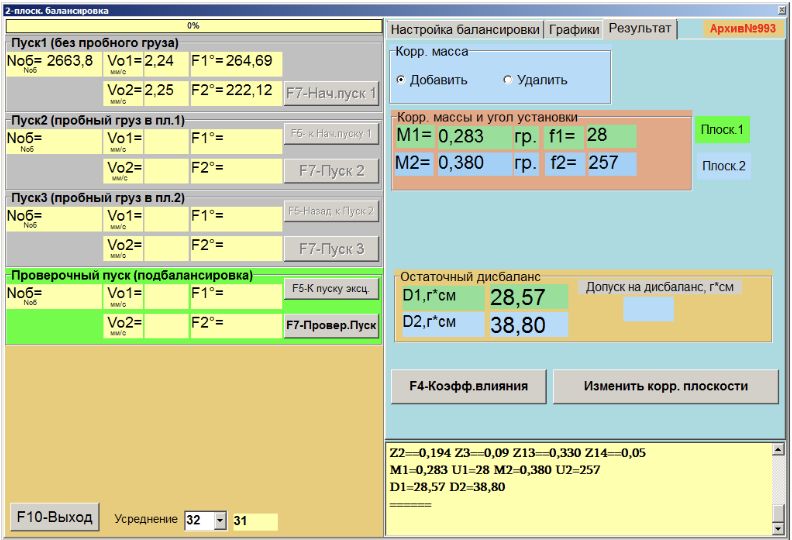 2-плоск. балансировка
0%
Пуск1 (без пробного груза)
Nоб= 2663,8 Vo1= 2,24 F1°= 264,69
Nоб мм/с
Vo2= 2,25 F2°= 222,12 F7-Нач.пуск 1
мм/с
Пуск2 (пробный груз в пл.1)
Nоб= Vo1= F1°= F5- к Нач.пуску 1
Nоб мм/с
Vo2= F2°= F7-Пуск 2
мм/с
Пуск3 (пробный груз в пл.2)
Nоб= Vo1= F1°= F5-Назад к Пуск 2
Nоб мм/с
Vo2= F2°= F7-Пуск 3
мм/с
Проверочный пуск (подбалансировка)
Nоб= Vo1= F1°= F5-К пуску эксц.
Nоб мм/с
Vo2= F2°= F7-Провер.Пуск
мм/с
F10-Выход Усреднение 32 31
Настройка балансировки Графики Результат Архив№993
Корр. масса
Добавить Удалить
Корр. массы и угол установки
M1= 0,283 гр. f1= 28 Плоск.1
M2= 0,380 гр. f2= 257 Плоск.2
Остаточный дисбаланс
D1,г*см 28,57 Допуск на дисбаланс, г*см
D2,г*см 38,80
F4-Коэфф.влияния Изменить корр. плоскости
Z2==0,194 Z3==0,09 Z13==0,330 Z14==0,05
M1=0,283 U1=28 M2=0,380 U2=257
D1=28,57 D2=38,80
======